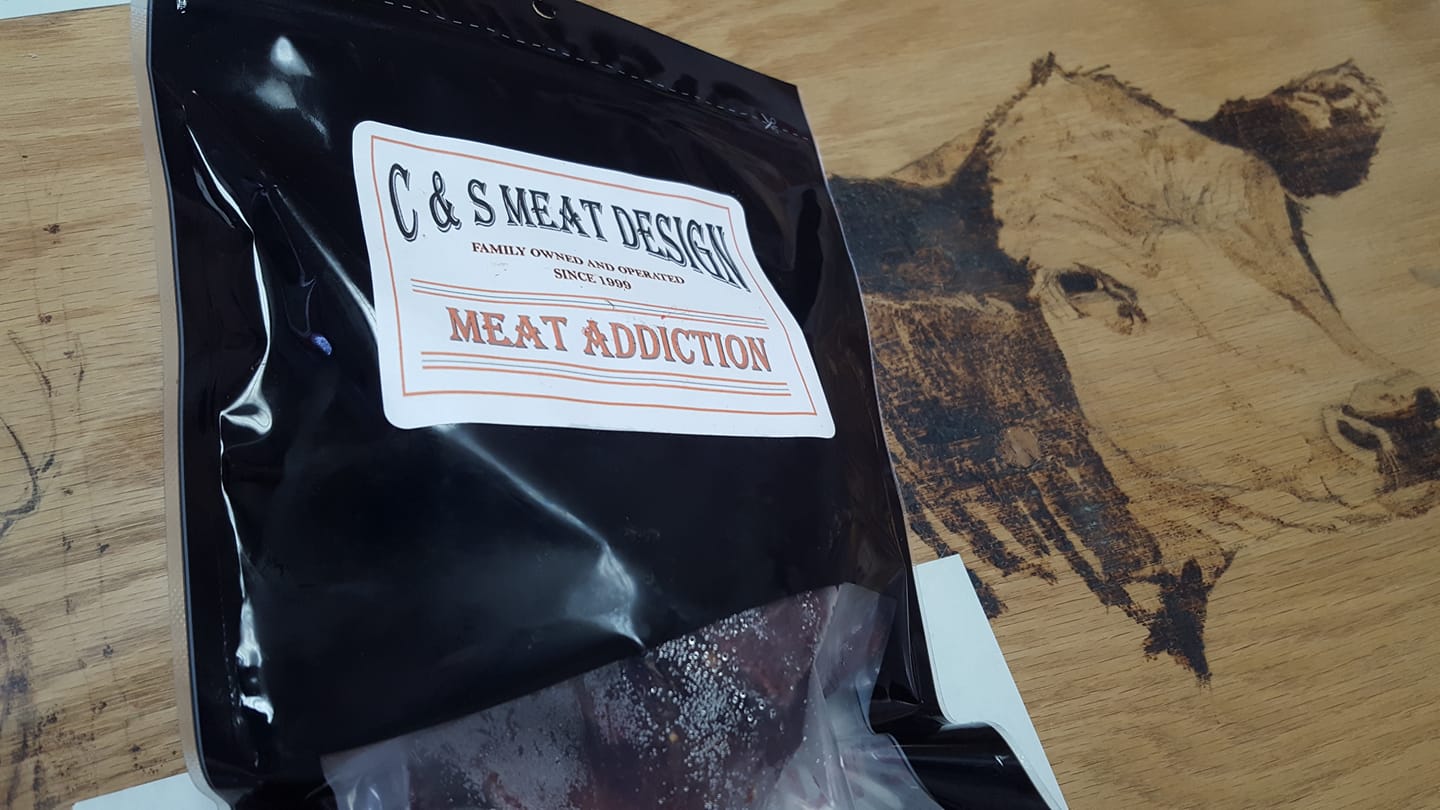 C & S MEAT DESIGN
FAMILY OWNED AND OPERATED
SINCE 1999
MEAT ADDICTION